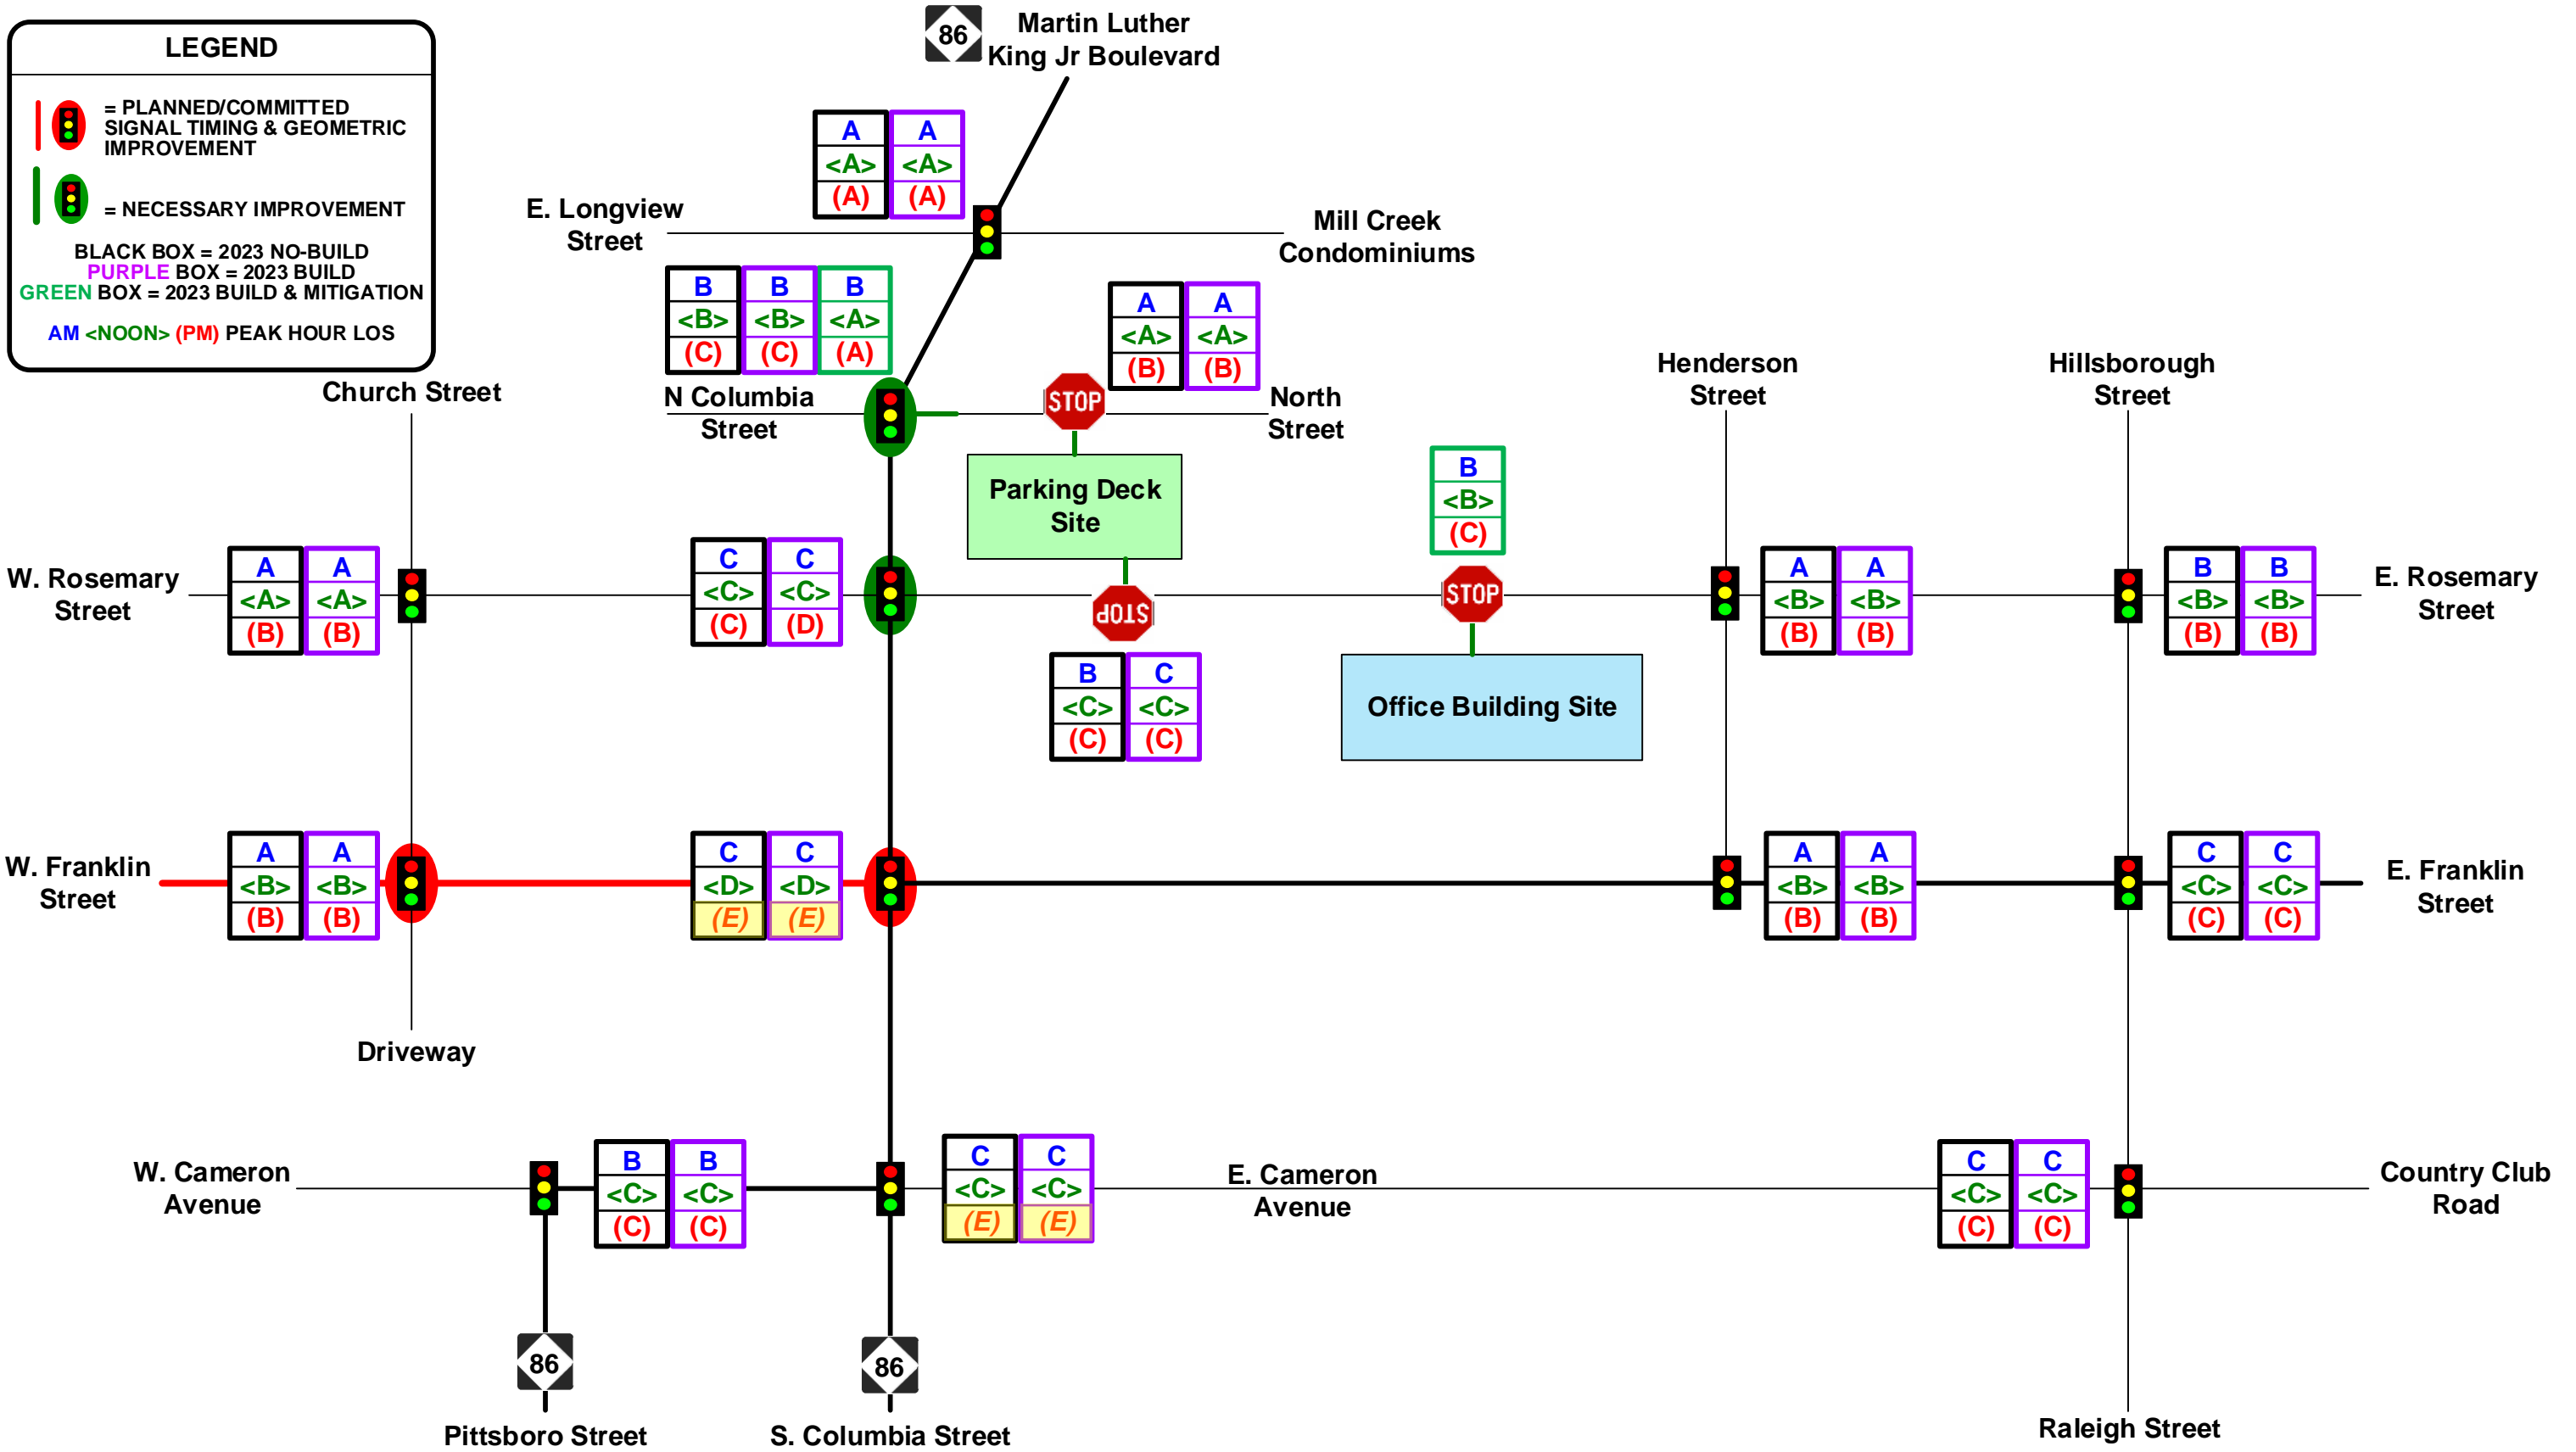 LEGEND
= PLANNED/COMMITTED
SIGNAL TIMING & GEOMETRIC
IMPROVEMENT
= NECESSARY IMPROVEMENT
BLACK BOX = 2023 NO-BUILD
PURPLE BOX = 2023 BUILD
GREEN BOX = 2023 BUILD & MITIGATION
AM <NOON> (PM) PEAK HOUR LOS
86
Martin Luther
King Jr Boulevard
A A
<A> <A>
(A) (A)
E. Longview
Street
Mill Creek
Condominiums
B B B
<B> <B> <A>
(C) (C) (A)
A A
<A> <A>
(B) (B)
Church Street
N Columbia
Street
STOP
North
Street
Henderson
Street
Hillsborough
Street
Parking Deck
Site
B
<B>
(C)
W. Rosemary
Street
A A
<A> <A>
(B) (B)
C C
<C> <C>
(C) (D)
STOP
STOP
A A
<B> <B>
(B) (B)
B B
<B> <B>
(B) (B)
E. Rosemary
Street
B C
<C> <C>
(C) (C)
Office Building Site
W. Franklin
Street
A A
<B> <B>
(B) (B)
C C
<D> <D>
(E) (E)
A A
<B> <B>
(B) (B)
C C
<C> <C>
(C) (C)
E. Franklin
Street
Driveway
W. Cameron
Avenue
B B
<C> <C>
(C) (C)
C C
<C> <C>
(E) (E)
E. Cameron
Avenue
C C
<C> <C>
(C) (C)
Country Club
Road
86
86
Pittsboro Street
S. Columbia Street
Raleigh Street